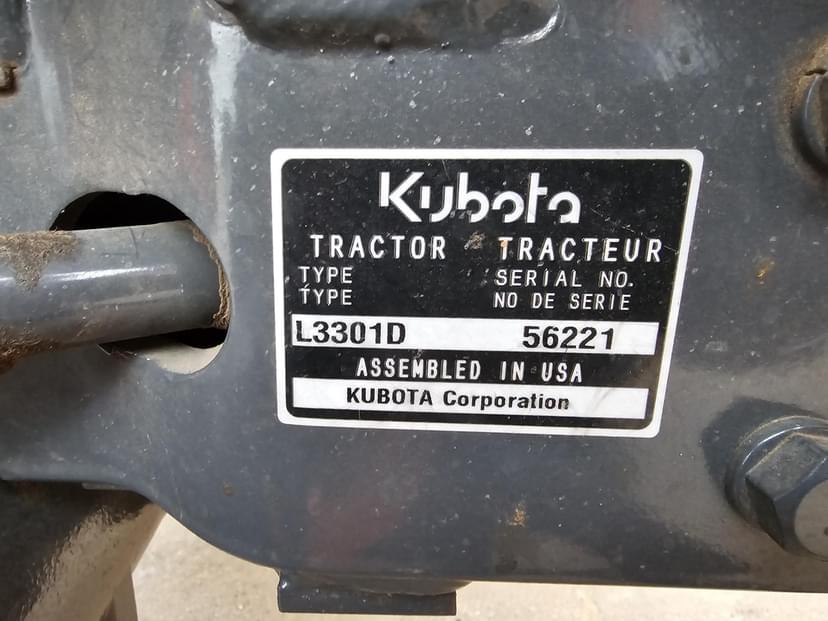 Kubota
TRACTOR TRACTEUR
TYPE SERIAL NO.
TYPE NO DE SERIE
L3301D 56221
ASSEMBLED IN USA
KUBOTA Corporation